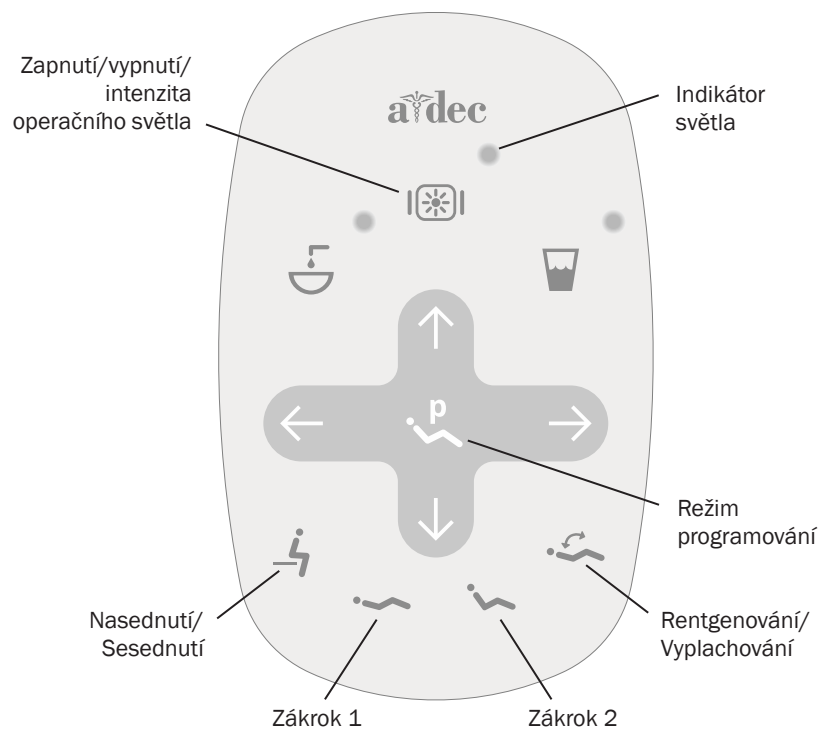 Zapnutí/vypnutí/
intenzita
operačního světla
a dec
Indikátor
světla
p
Režim
programování
Nasednutí/
Sesednutí
Rentgenování/
Vyplachování
Zákrok 1
Zákrok 2